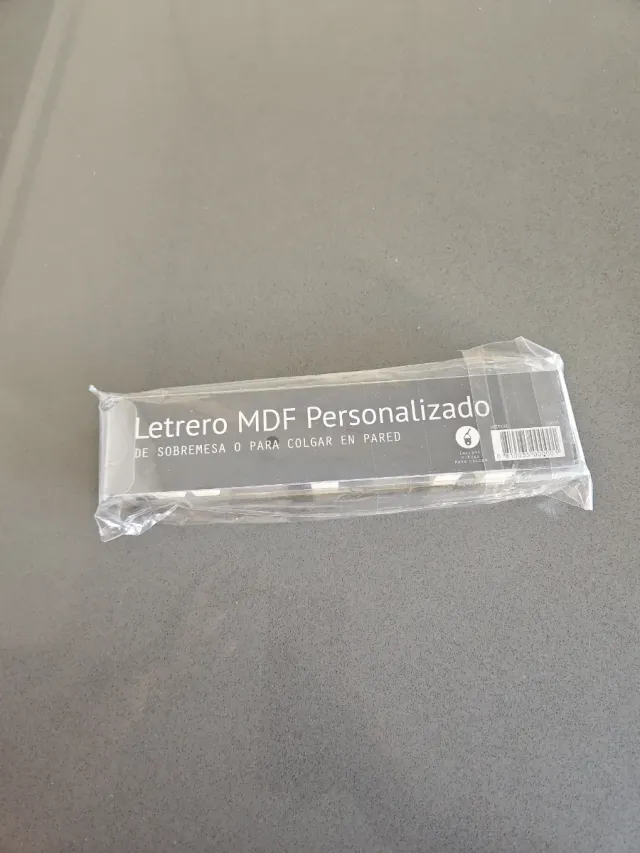 Letrero MDF Personalizado
DE SOBREMESA O PARA COLGAR EN PARED